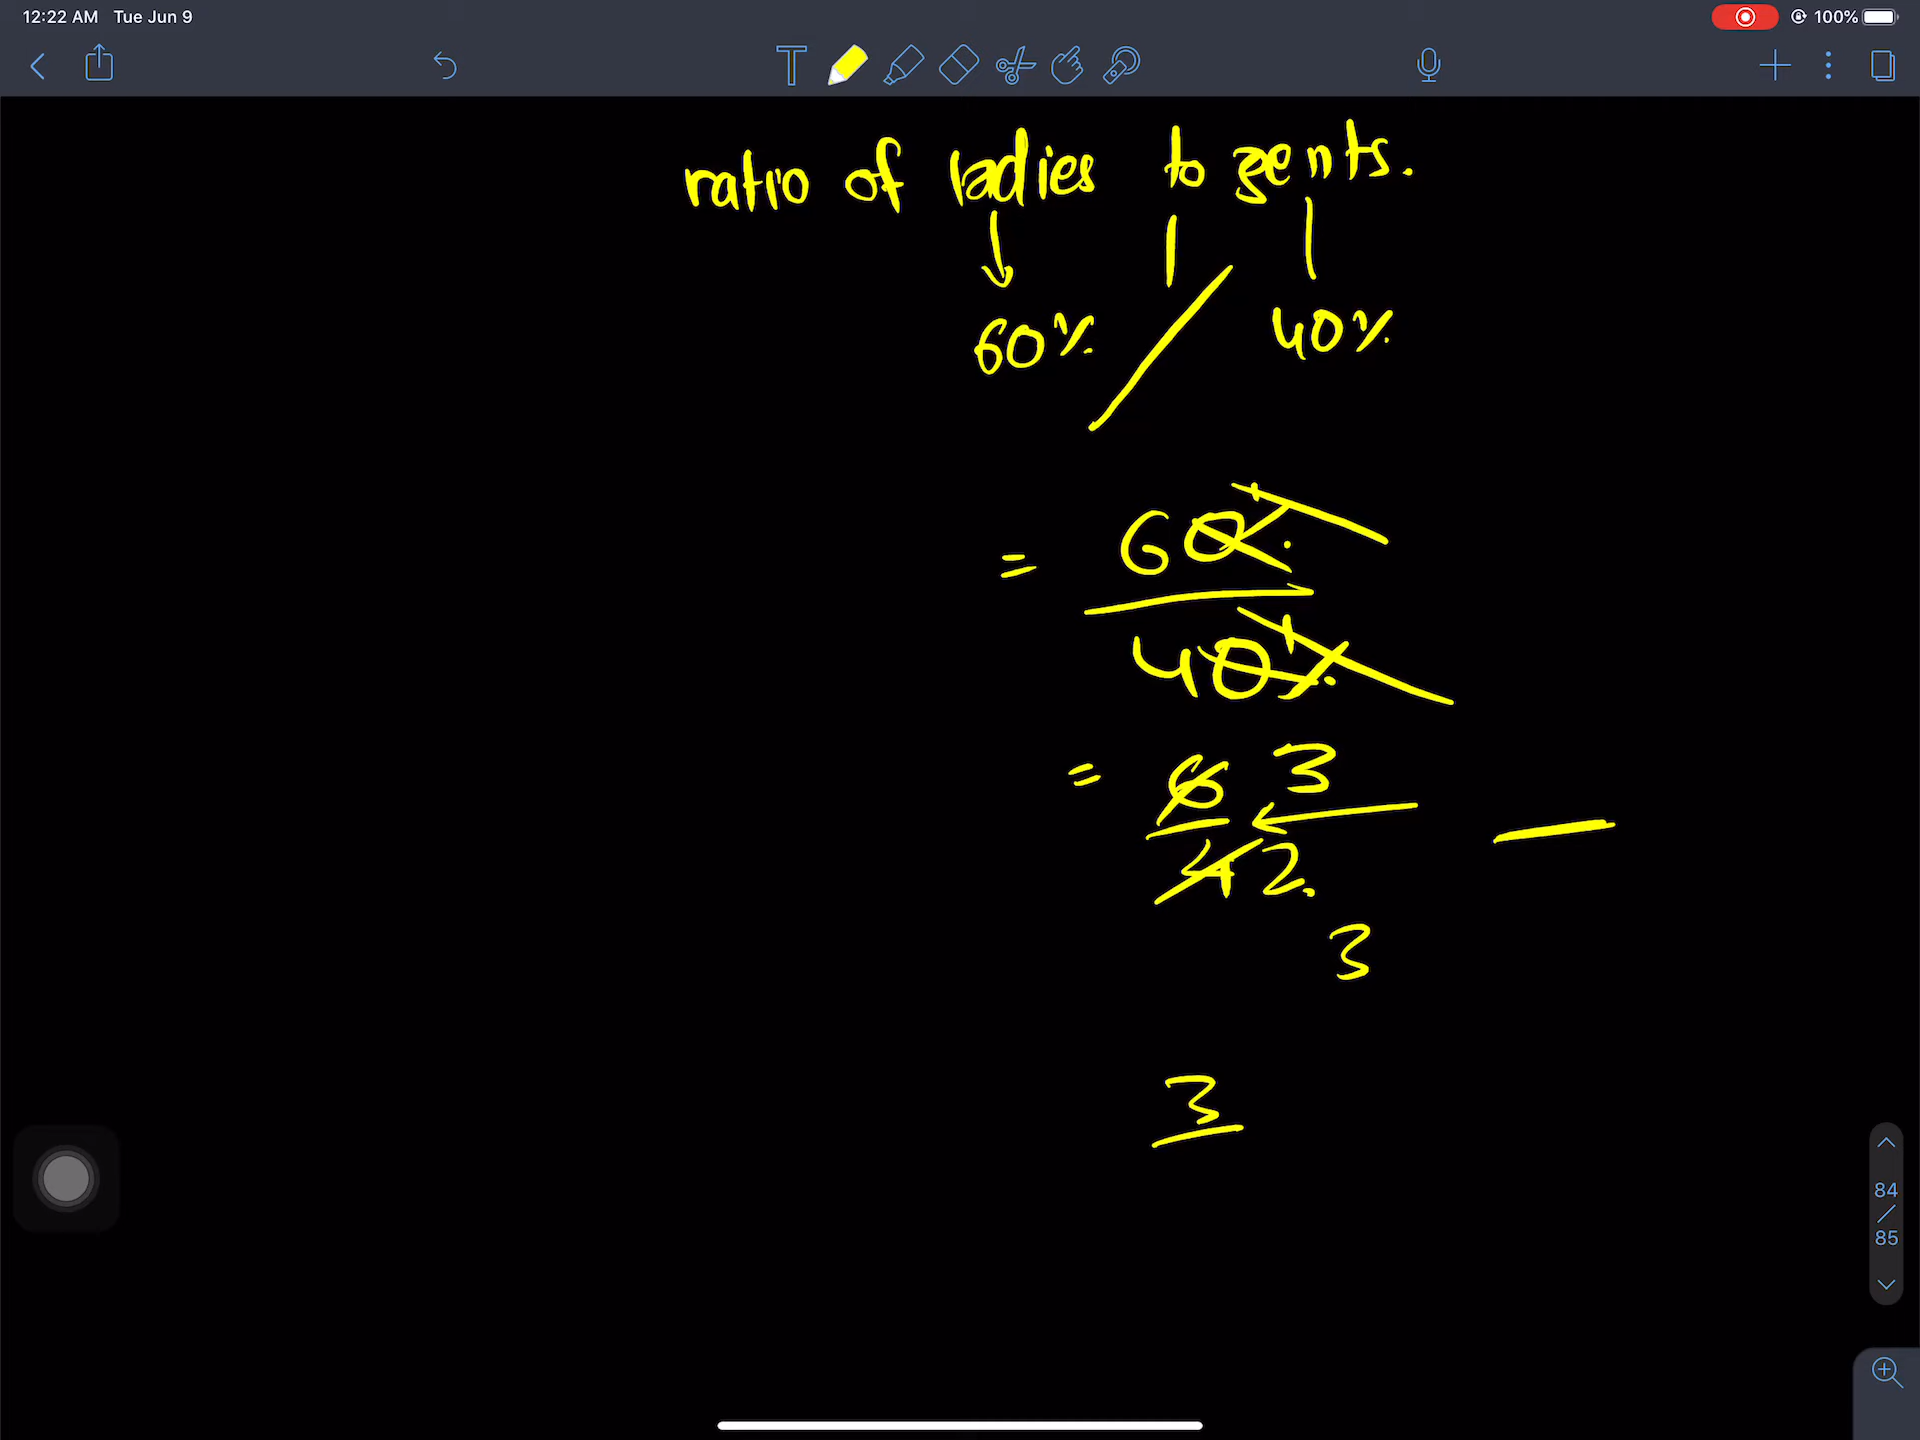 12:22 AM Tue Jun 9
100%
T
ratio of ladies to gents.
60% / 40%
= 60%
40%
= 6 3
4 2.
3
3
84
/
85